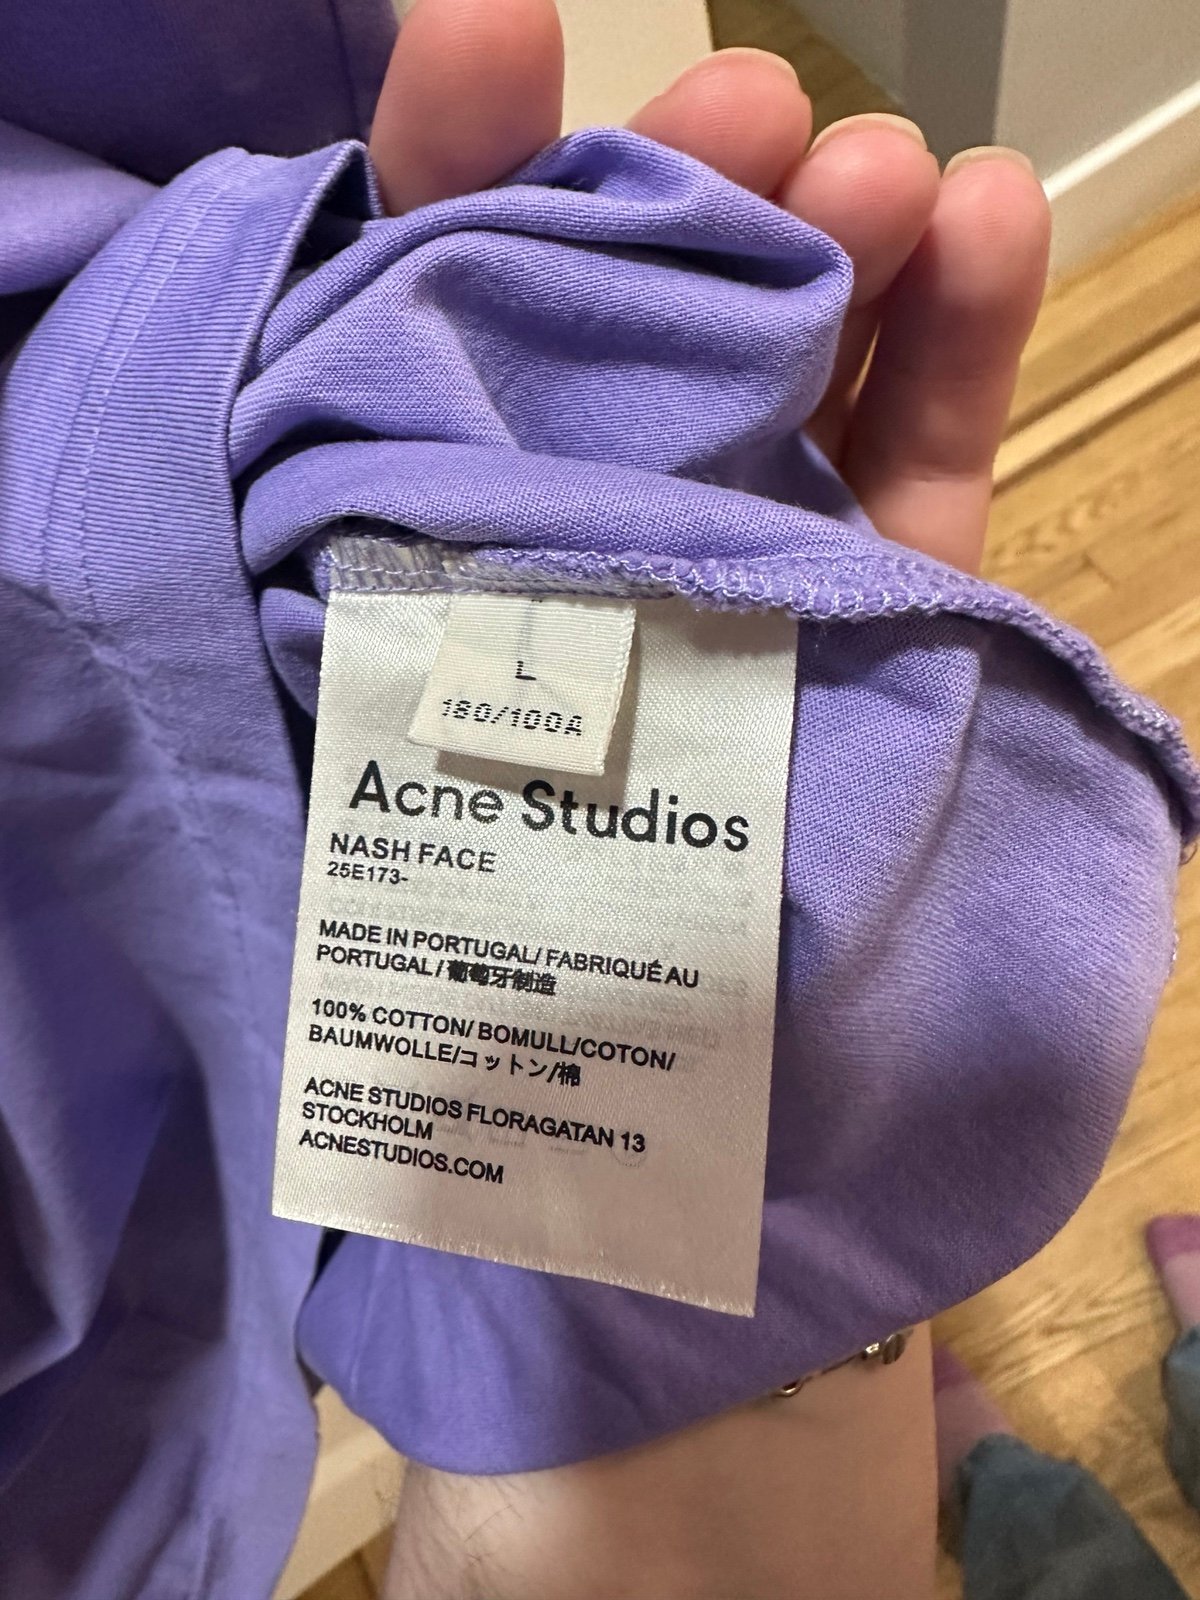 L
180/100A
Acne Studios
NASH FACE
25E173-
MADE IN PORTUGAL/ FABRIQUÉ AU
PORTUGAL/ 葡萄牙制造
100% COTTON/ BOMULL/COTON/
BAUMWOLLE/コットン/棉
ACNE STUDIOS FLORAGATAN 13
STOCKHOLM
ACNESTUDIOS.COM